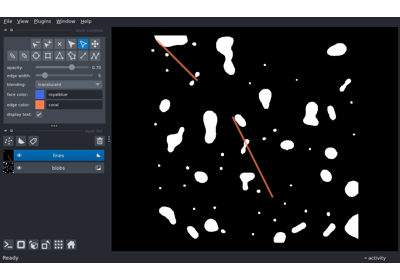 File View Plugins Window Help
opacity: 0.70
edge width: 5
blending: translucent
face color: royalblue
edge color: coral
display text: ✓
lines
blobs
Ready
activity